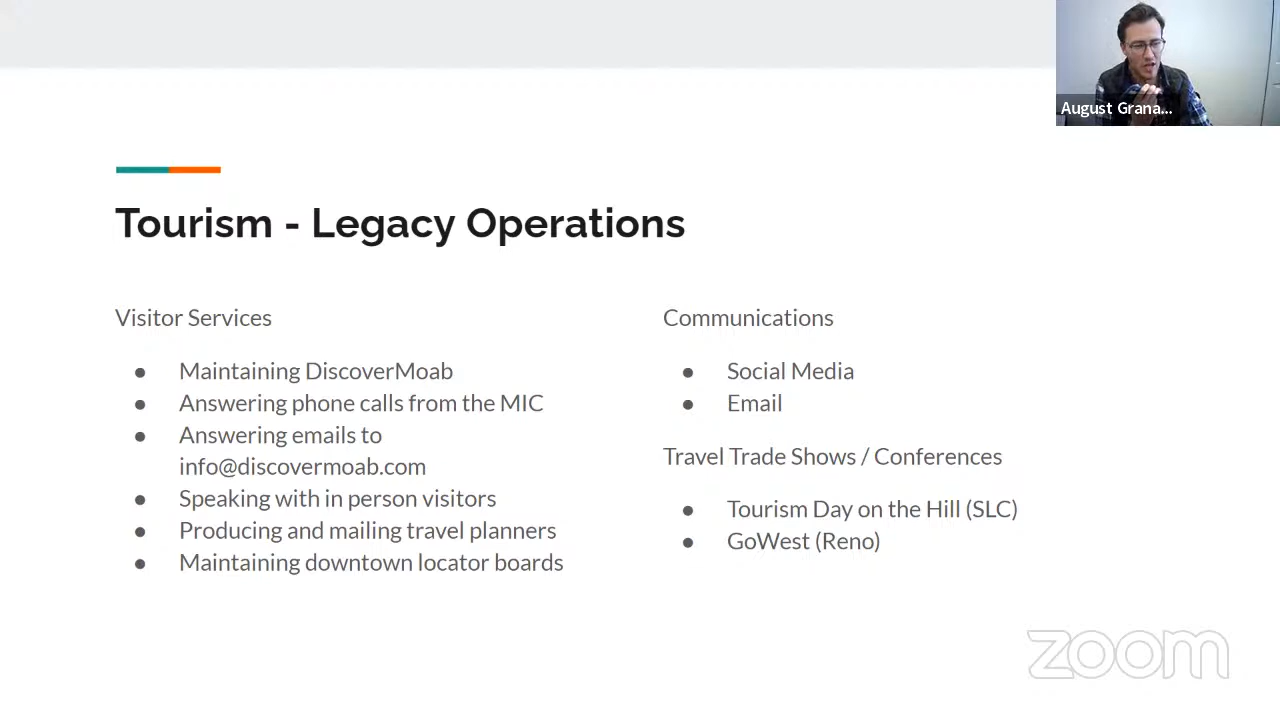 August Grana...
Tourism - Legacy Operations
Visitor Services
● Maintaining DiscoverMoab
● Answering phone calls from the MIC
● Answering emails to
info@discovermoab.com
● Speaking with in person visitors
● Producing and mailing travel planners
● Maintaining downtown locator boards
Communications
● Social Media
● Email
Travel Trade Shows / Conferences
● Tourism Day on the Hill (SLC)
● GoWest (Reno)
zoom